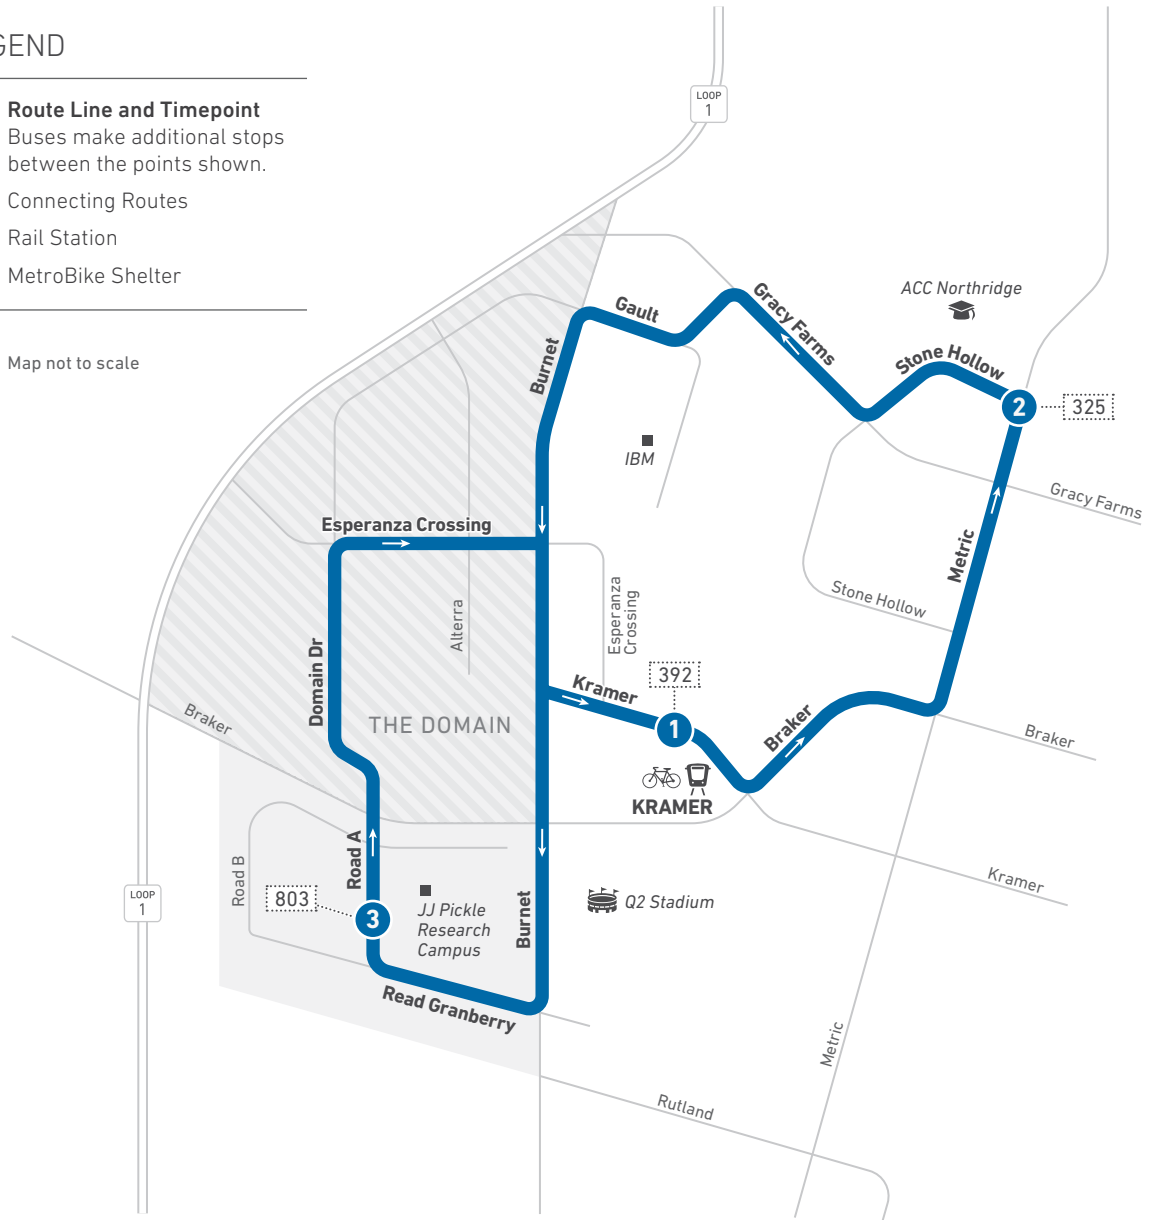 GEND
Route Line and Timepoint
Buses make additional stops
between the points shown.
Connecting Routes
Rail Station
MetroBike Shelter
Map not to scale
LOOP
1
ACC Northridge
Gracy Farms
Gault
Stone Hollow
Burnet
2
325
IBM
Gracy Farms
Esperanza Crossing
Metric
Stone Hollow
Alterra
Esperanza
Crossing
Domain Dr
392
Kramer
THE DOMAIN
1
Braker
Braker
Braker
KRAMER
Road A
Road B
Kramer
LOOP
1
803
3
JJ Pickle
Research
Campus
Burnet
Q2 Stadium
Read Granberry
Metric
Rutland